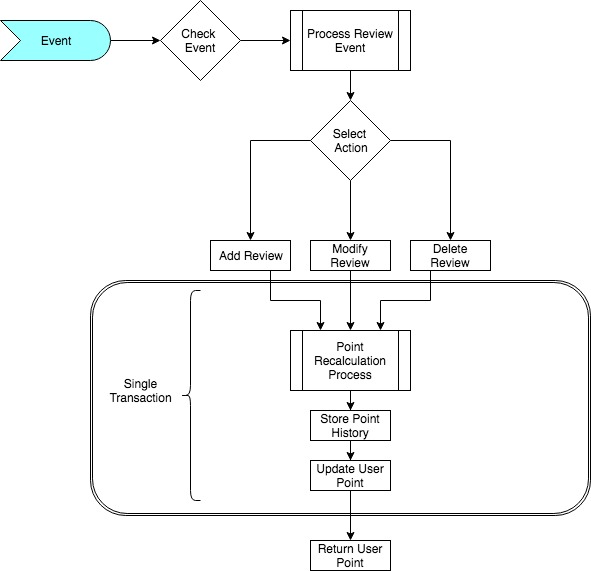 Event
Check
Event
Process Review
Event
Select
Action
Add Review
Modify
Review
Delete
Review
Single
Transaction
Point
Recalculation
Process
Store Point
History
Update User
Point
Return User
Point